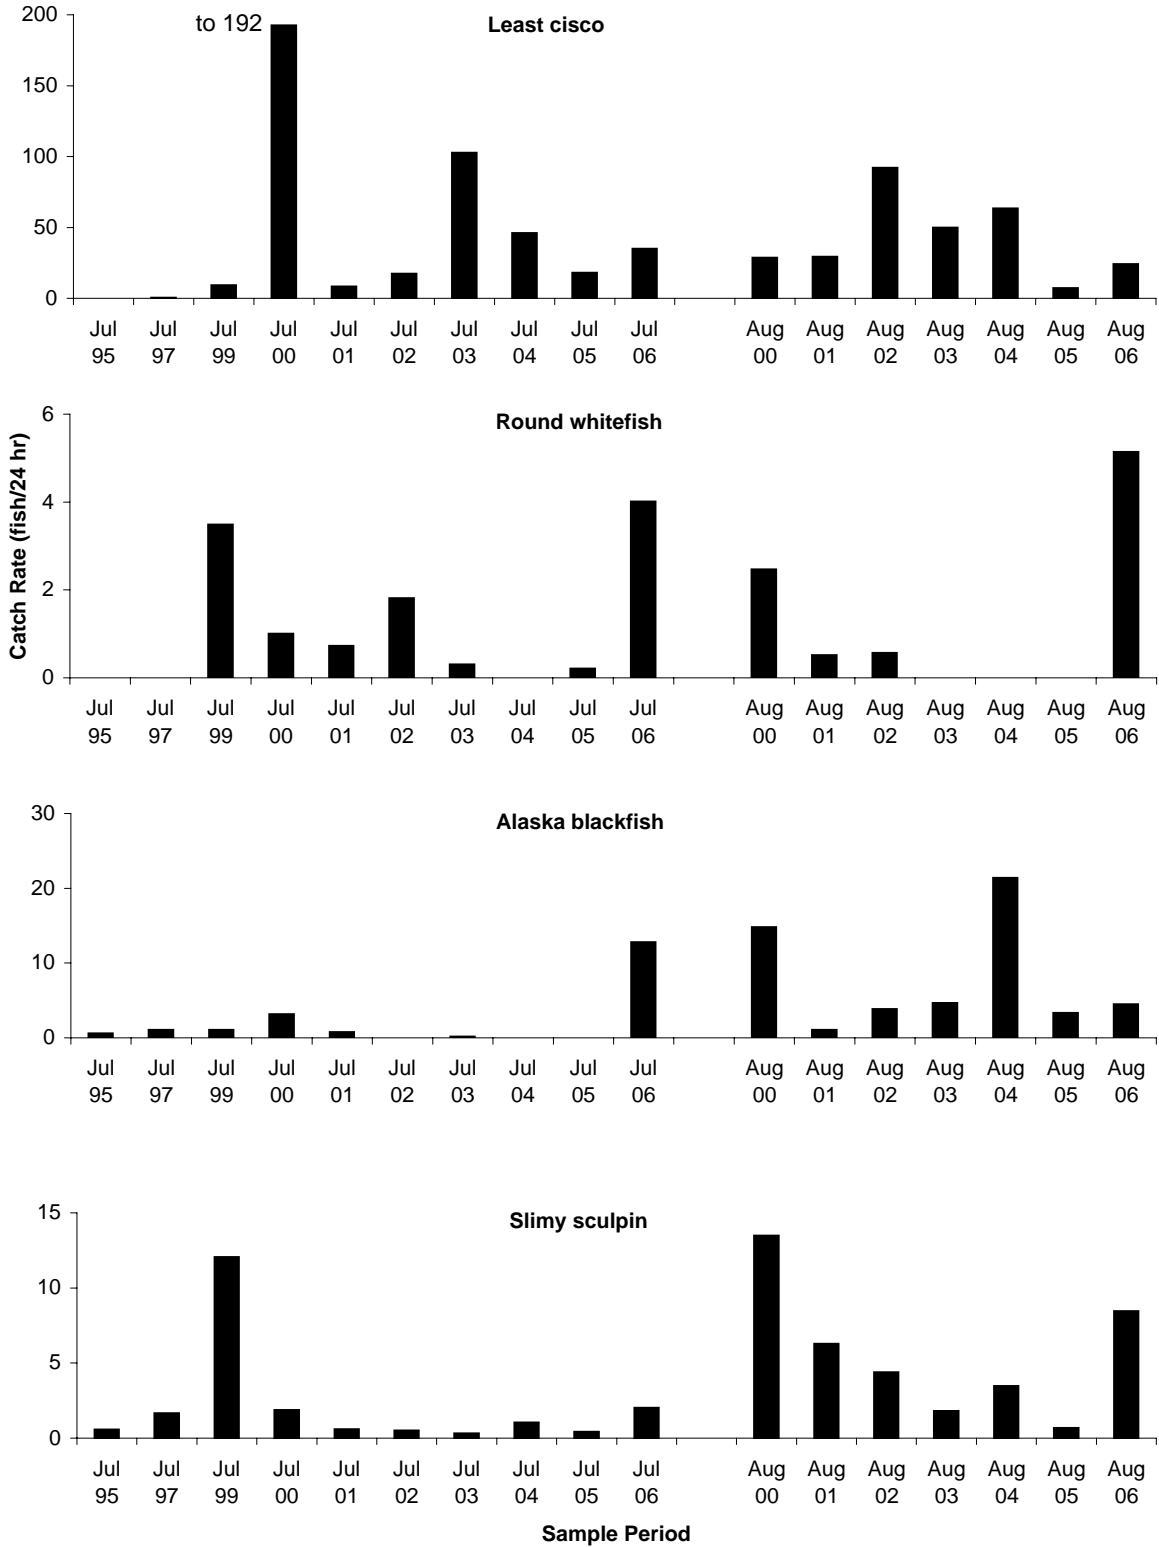 to 192
Least cisco
200
150
100
50
0
Jul Jul Jul Jul Jul Jul Jul Jul Jul Jul Aug Aug Aug Aug Aug Aug Aug
95 97 99 00 01 02 03 04 05 06 00 01 02 03 04 05 06
Catch Rate (fish/24 hr)
Round whitefish
6
4
2
0
Jul Jul Jul Jul Jul Jul Jul Jul Jul Jul Aug Aug Aug Aug Aug Aug Aug
95 97 99 00 01 02 03 04 05 06 00 01 02 03 04 05 06
Alaska blackfish
30
20
10
0
Jul Jul Jul Jul Jul Jul Jul Jul Jul Jul Aug Aug Aug Aug Aug Aug Aug
95 97 99 00 01 02 03 04 05 06 00 01 02 03 04 05 06
Slimy sculpin
15
10
5
0
Jul Jul Jul Jul Jul Jul Jul Jul Jul Jul Aug Aug Aug Aug Aug Aug Aug
95 97 99 00 01 02 03 04 05 06 00 01 02 03 04 05 06
Sample Period